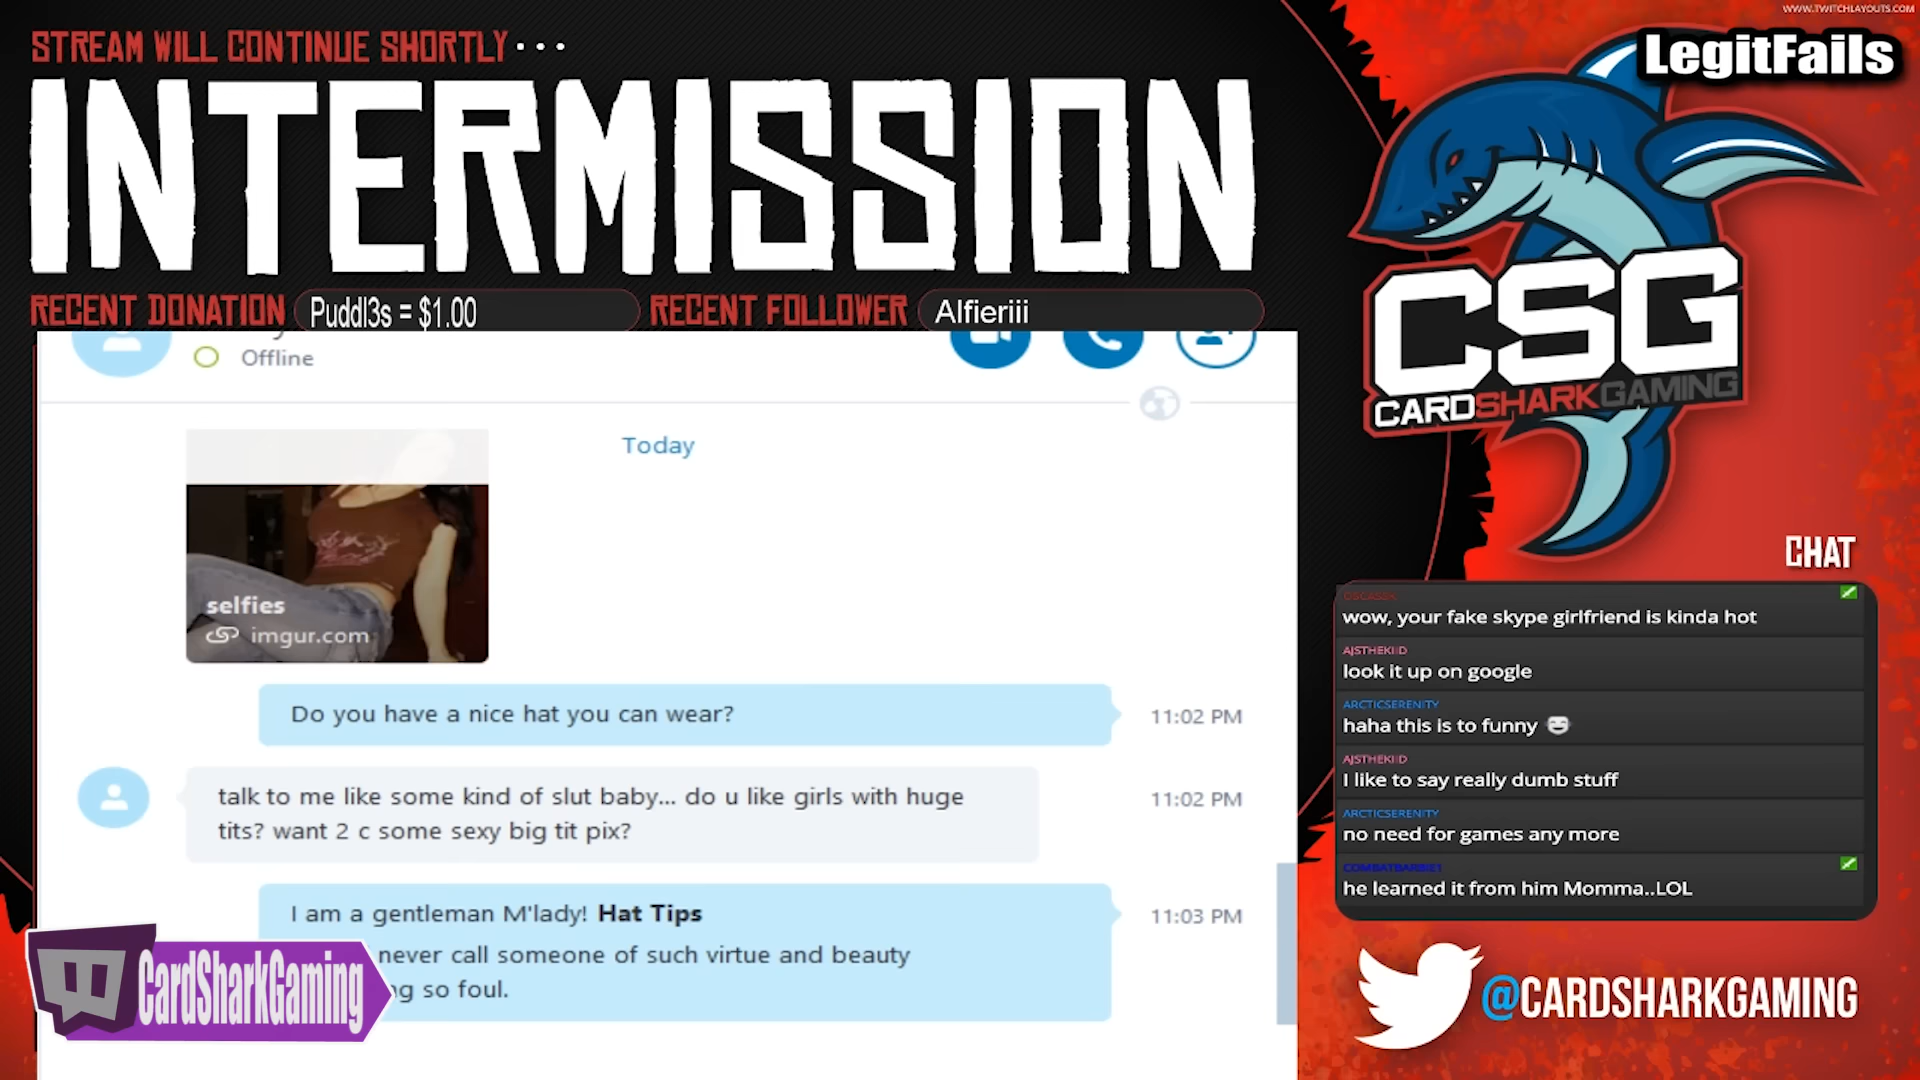 WWW.TWITCHLAYOUTS.COM
STREAM WILL CONTINUE SHORTLY...
LegitFails
INTERMISSION
RECENT DONATION Puddl3s = $1.00 RECENT FOLLOWER Alfieriii
Offline
CSG
CARDSHARKGAMING
Today
selfies
imgur.com
Do you have a nice hat you can wear? 11:02 PM
talk to me like some kind of slut baby... do u like girls with huge 11:02 PM
tits? want 2 c some sexy big tit pix?
I am a gentleman M'lady! Hat Tips 11:03 PM
never call someone of such virtue and beauty
so foul.
CardSharkGaming
CHAT
wow, your fake skype girlfriend is kinda hot
AJSTHEKIID
look it up on google
ARCTICSERENITY
haha this is to funny
AJSTHEKIID
I like to say really dumb stuff
ARCTICSERENITY
no need for games any more
COMBATBARBIE1
he learned it from him Momma..LOL
@CARDSHARKGAMING